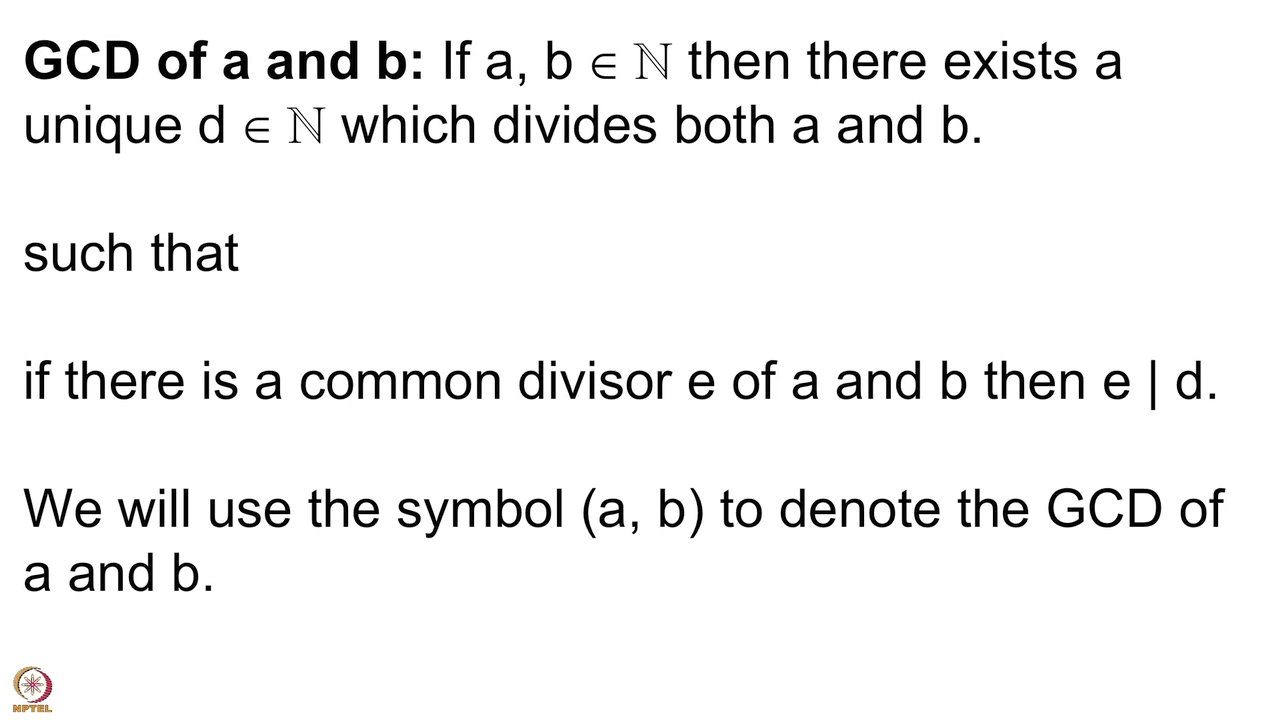 GCD of a and b: If a, b ∈ ℕ then there exists a
unique d ∈ ℕ which divides both a and b.
such that
if there is a common divisor e of a and b then e | d.
We will use the symbol (a, b) to denote the GCD of
a and b.
NPTEL